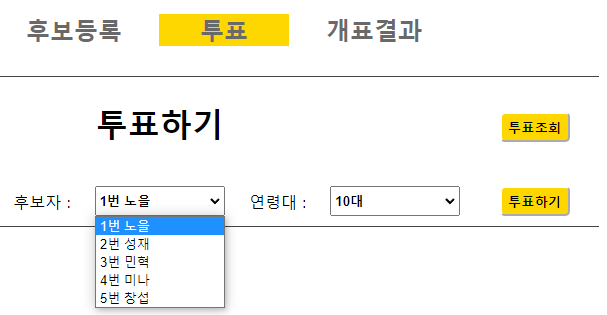 후보등록 투표 개표결과
투표하기 투표조회
후보자 : 1번 노을 연령대 : 10대 투표하기
1번 노을
2번 성재
3번 민혁
4번 미나
5번 창섭